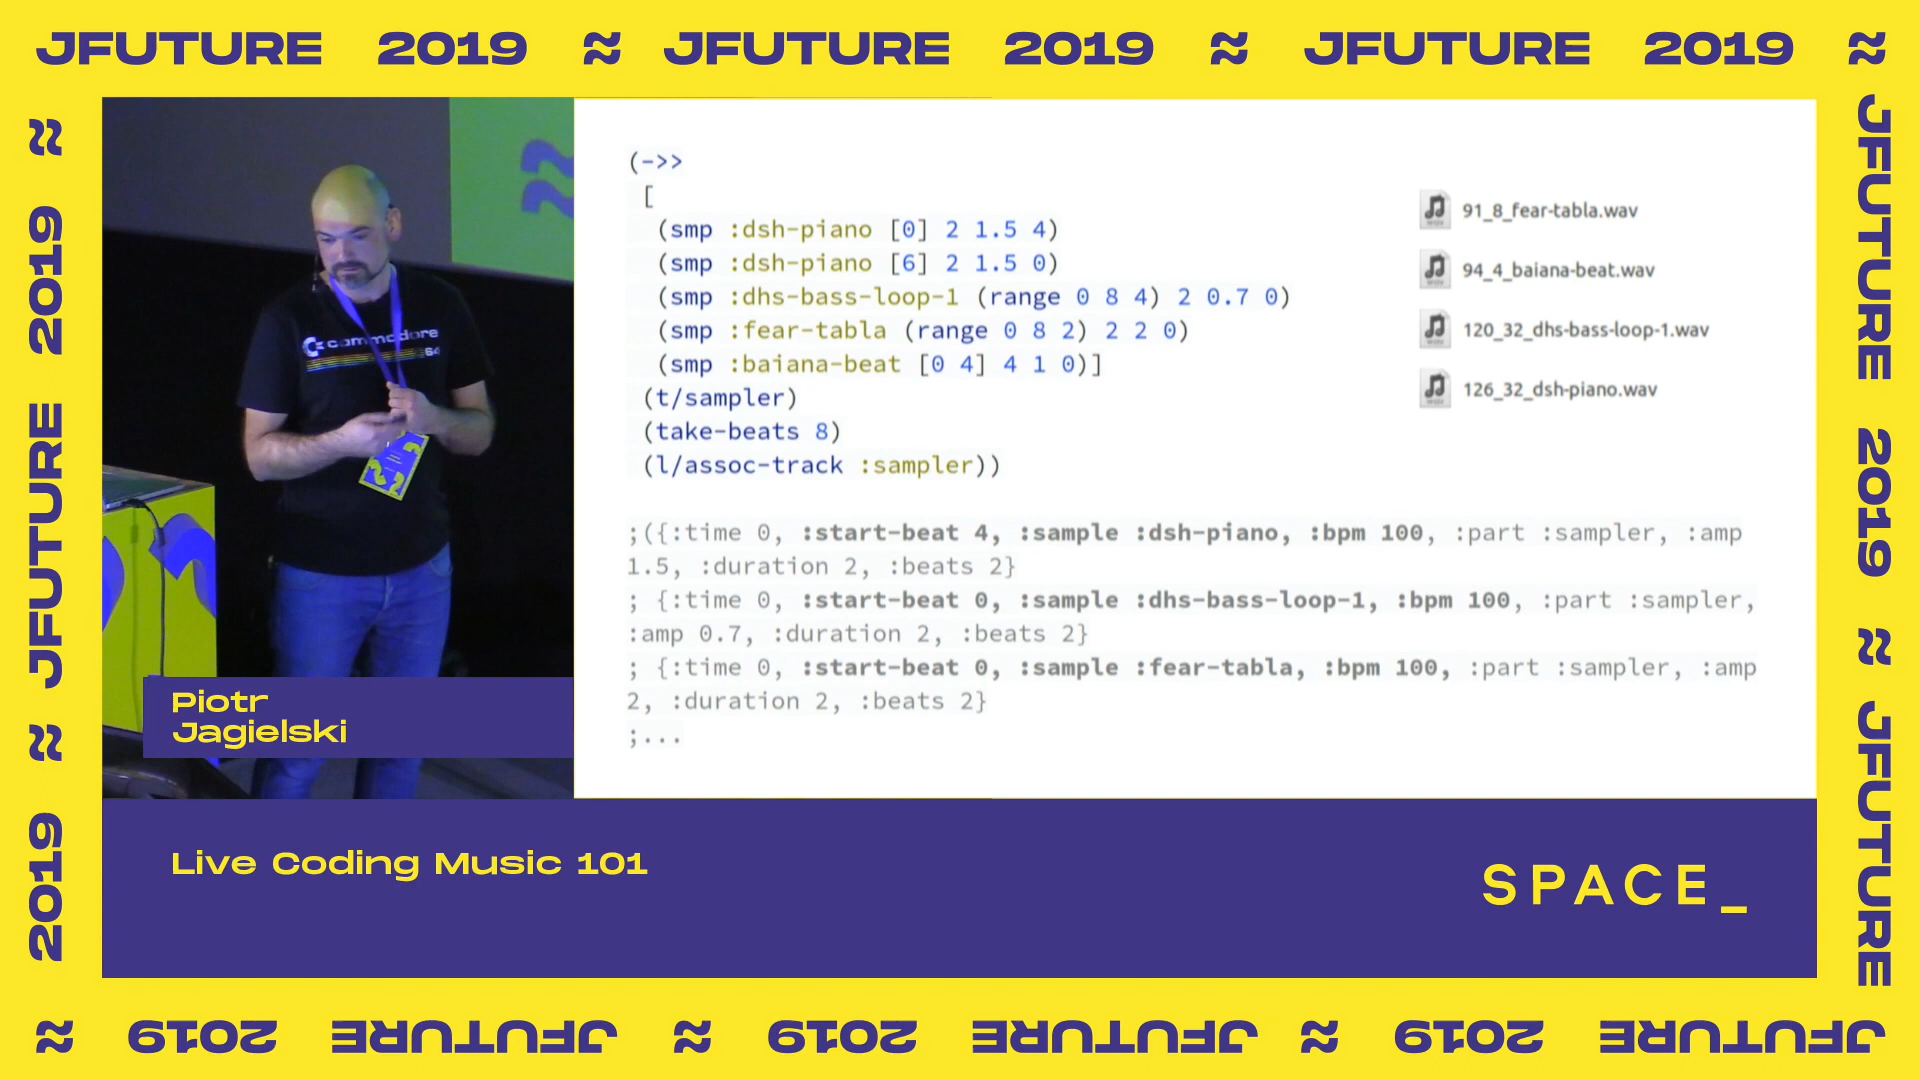 JFUTURE 2019 ≈ JFUTURE 2019 ≈ JFUTURE 2019 ≈
JFUTURE 2019 ≈ JFUTURE
2019 ≈ JFUTURE 2019 ≈
commodore
64
(->>
[
(smp :dsh-piano [0] 2 1.5 4)
(smp :dsh-piano [6] 2 1.5 0)
(smp :dhs-bass-loop-1 (range 0 8 4) 2 0.7 0)
(smp :fear-tabla (range 0 8 2) 2 2 0)
(smp :baiana-beat [0 4] 4 1 0)]
(t/sampler)
(take-beats 8)
(l/assoc-track :sampler))
91_8_fear-tabla.wav
94_4_baiana-beat.wav
120_32_dhs-bass-loop-1.wav
126_32_dsh-piano.wav
;({:time 0, :start-beat 4, :sample :dsh-piano, :bpm 100, :part :sampler, :amp
1.5, :duration 2, :beats 2}
; {:time 0, :start-beat 0, :sample :dhs-bass-loop-1, :bpm 100, :part :sampler,
:amp 0.7, :duration 2, :beats 2}
; {:time 0, :start-beat 0, :sample :fear-tabla, :bpm 100, :part :sampler, :amp
2, :duration 2, :beats 2}
;...
Piotr
Jagielski
Live Coding Music 101
SPACE_
JFUTURE 2019 ≈ JFUTURE 2019 ≈ JFUTURE 2019 ≈